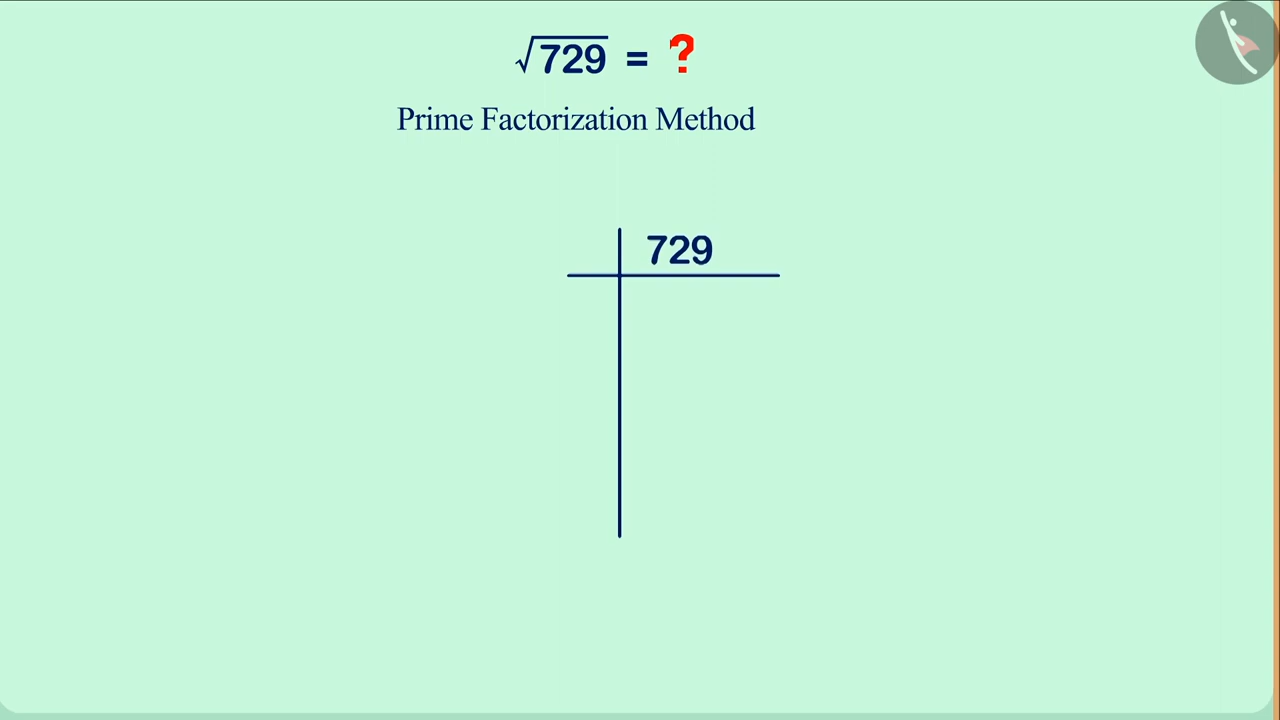 √729 = ?
Prime Factorization Method
729